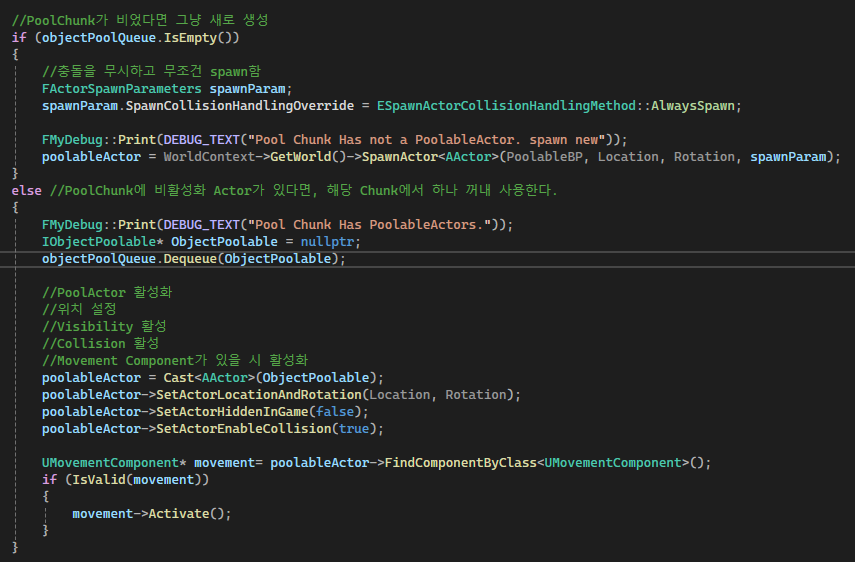 //PoolChunk가 비었다면 그냥 새로 생성
if (objectPoolQueue.IsEmpty())
{
//충돌을 무시하고 무조건 spawn함
FActorSpawnParameters spawnParam;
spawnParam.SpawnCollisionHandlingOverride = ESpawnActorCollisionHandlingMethod::AlwaysSpawn;
FMyDebug::Print(DEBUG_TEXT("Pool Chunk Has not a PoolableActor. spawn new"));
poolableActor = WorldContext->GetWorld()->SpawnActor<AActor>(PoolableBP, Location, Rotation, spawnParam);
}
else //PoolChunk에 비활성화 Actor가 있다면, 해당 Chunk에서 하나 꺼내 사용한다.
{
FMyDebug::Print(DEBUG_TEXT("Pool Chunk Has PoolableActors."));
IObjectPoolable* ObjectPoolable = nullptr;
objectPoolQueue.Dequeue(ObjectPoolable);
//PoolActor 활성화
//위치 설정
//Visibility 활성
//Collision 활성
//Movement Component가 있을 시 활성화
poolableActor = Cast<AActor>(ObjectPoolable);
poolableActor->SetActorLocationAndRotation(Location, Rotation);
poolableActor->SetActorHiddenInGame(false);
poolableActor->SetActorEnableCollision(true);
UMovementComponent* movement= poolableActor->FindComponentByClass<UMovementComponent>();
if (IsValid(movement))
{
movement->Activate();
}
}